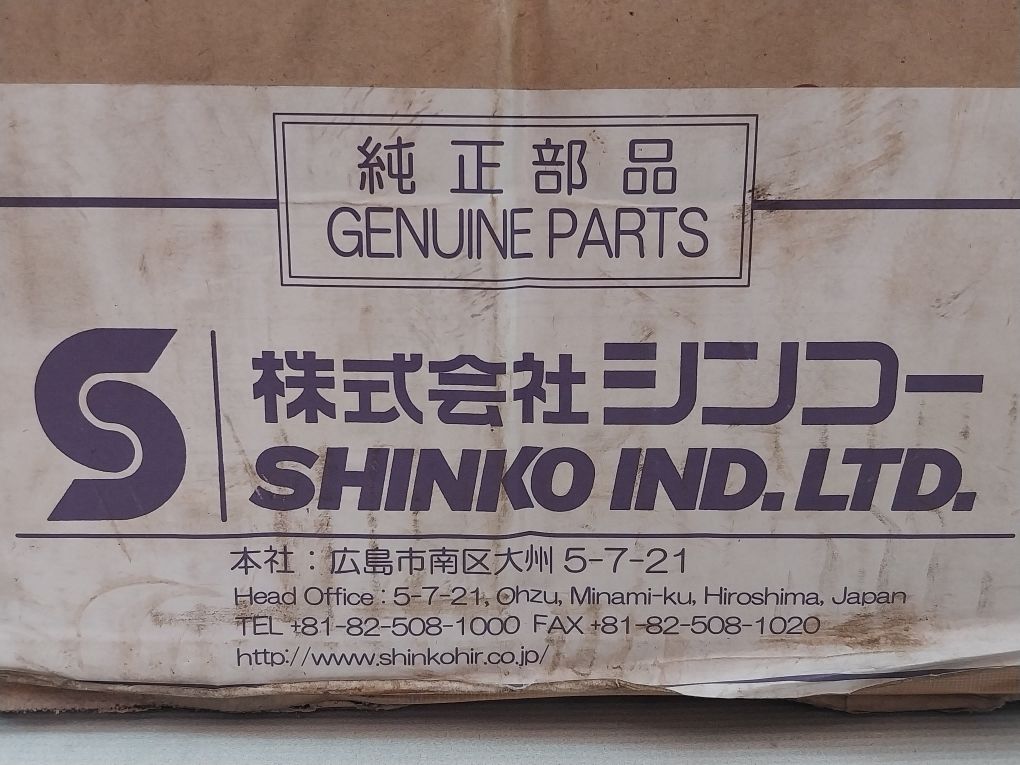 純正部品
GENUINE PARTS
株式会社シンコー
SHINKO IND. LTD.
本社：広島市南区大州 5-7-21
Head Office : 5-7-21, Ohzu, Minami-ku, Hiroshima, Japan
TEL +81-82-508-1000 FAX +81-82-508-1020
http://www.shinkohir.co.jp/